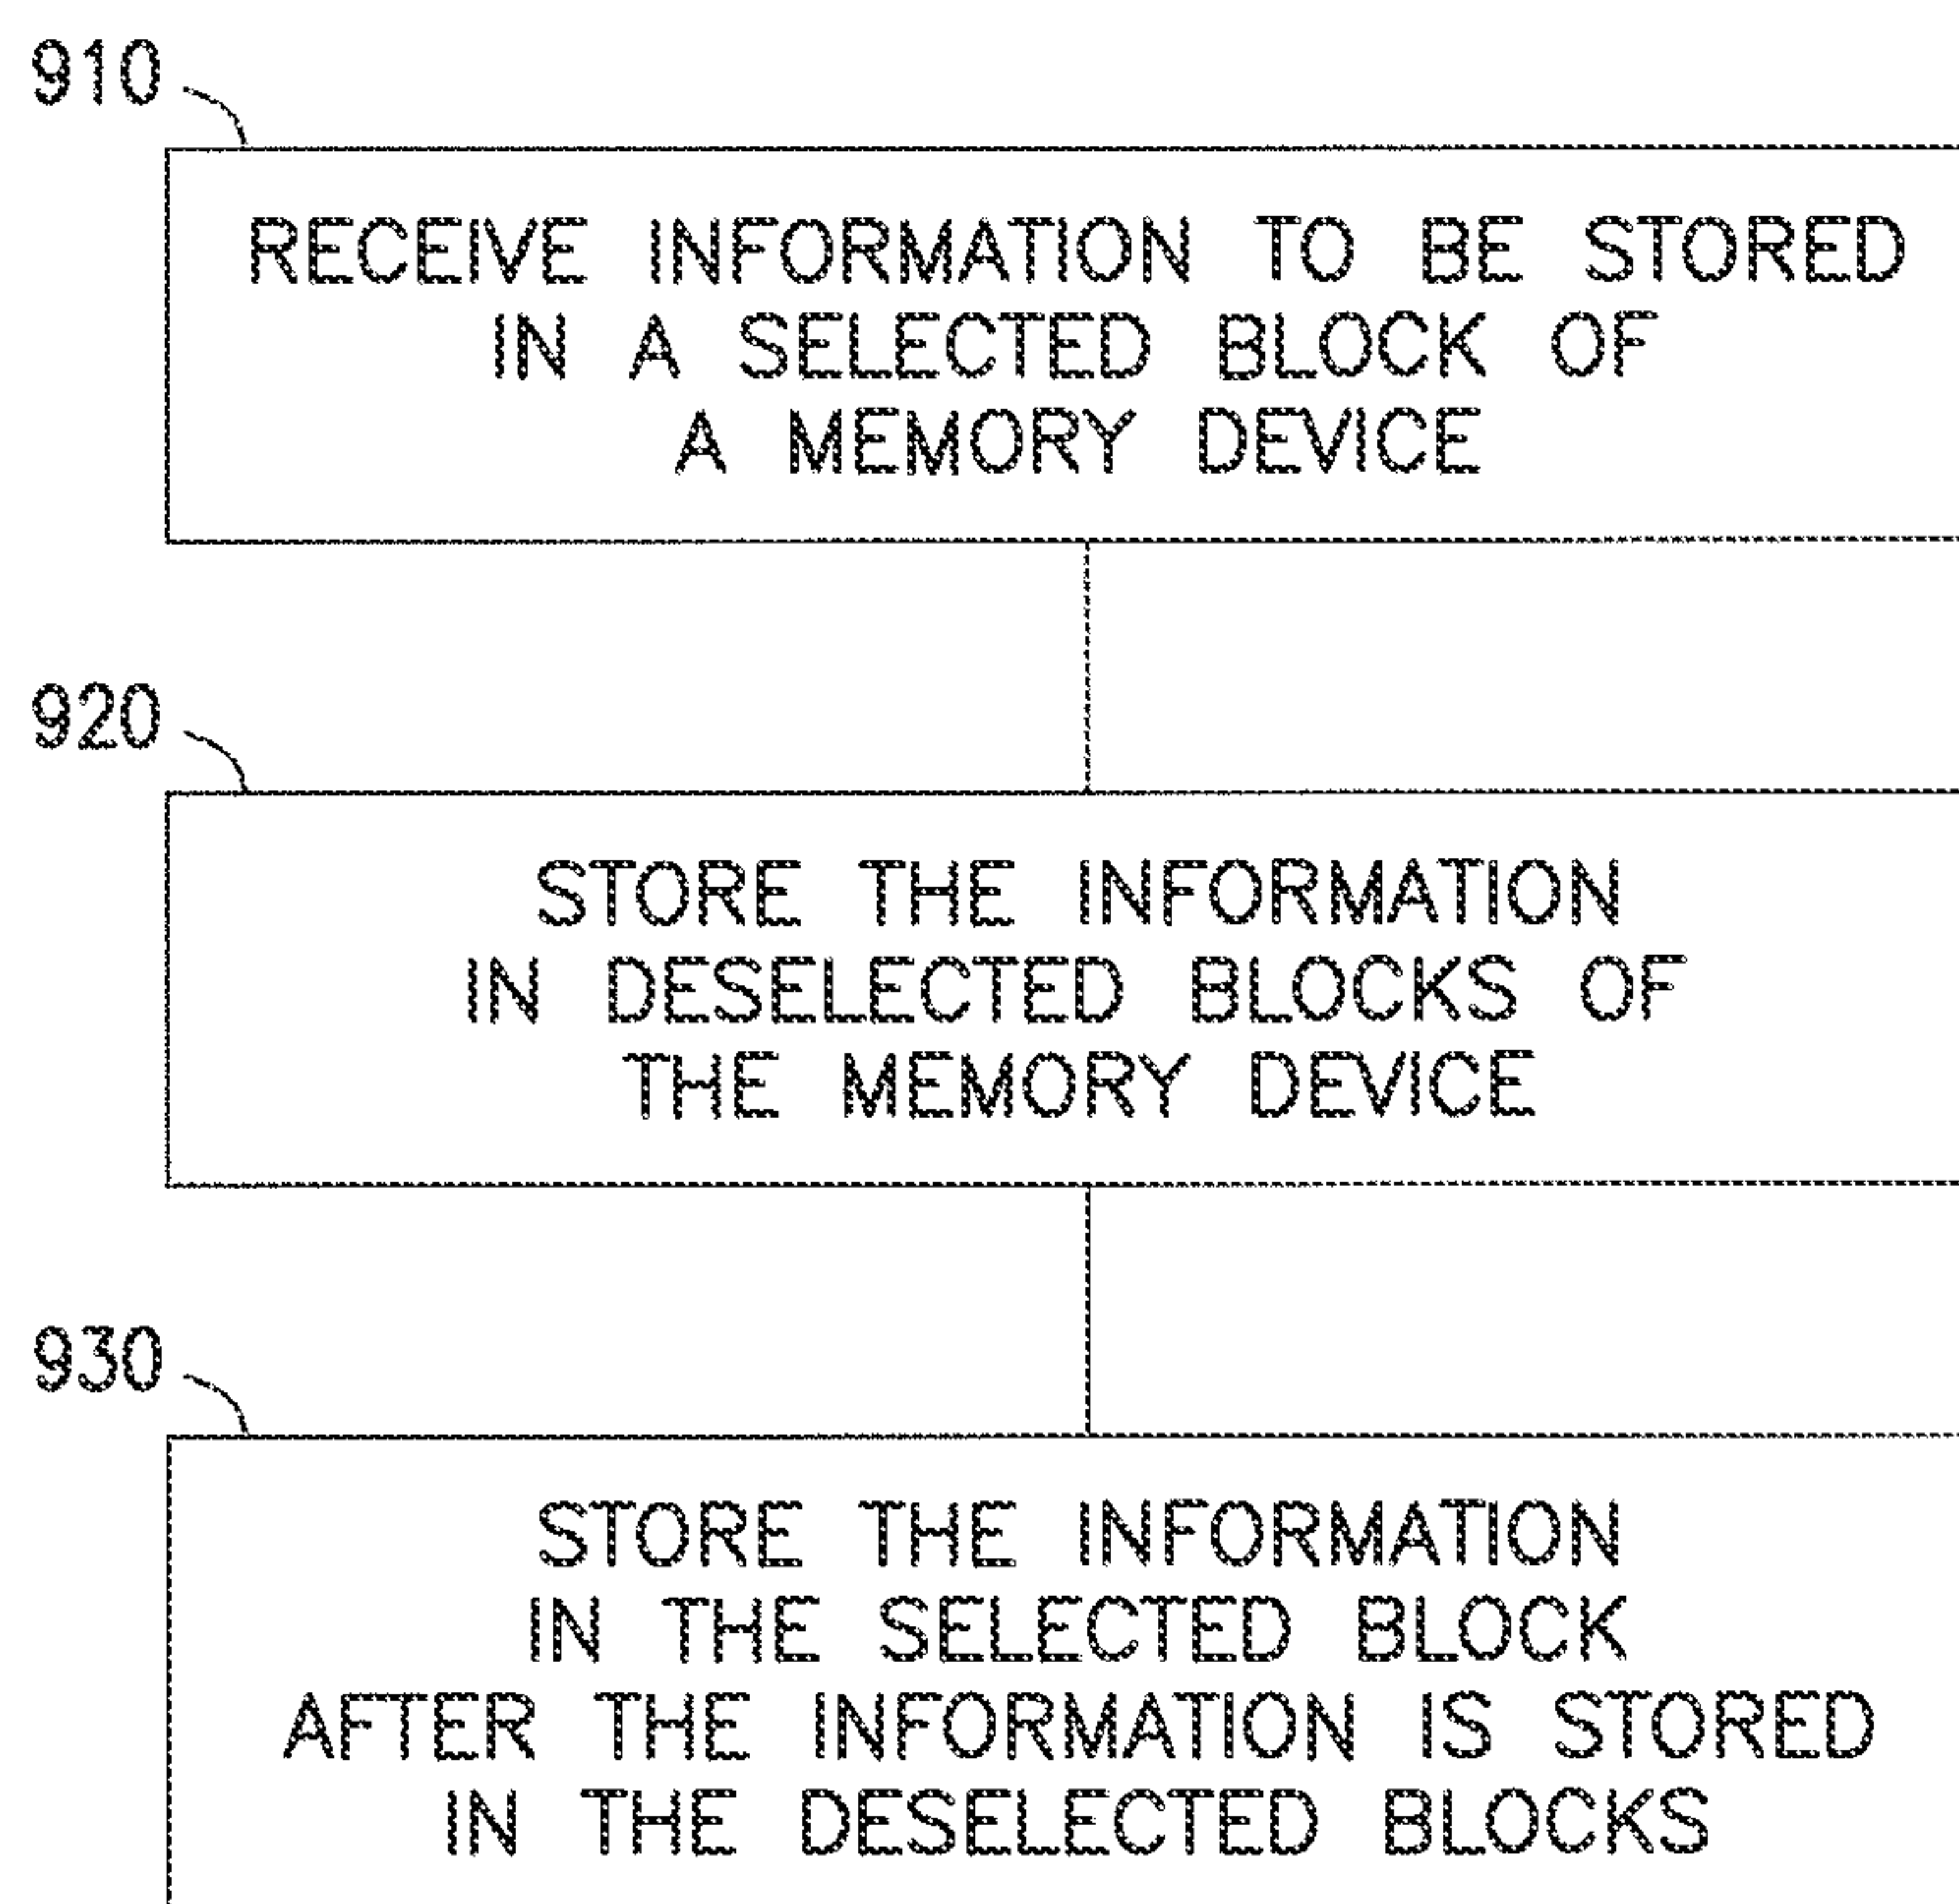 910
RECEIVE INFORMATION TO BE STORED
IN A SELECTED BLOCK OF
A MEMORY DEVICE
920
STORE THE INFORMATION
IN DESELECTED BLOCKS OF
THE MEMORY DEVICE
930
STORE THE INFORMATION
IN THE SELECTED BLOCK
AFTER THE INFORMATION IS STORED
IN THE DESELECTED BLOCKS